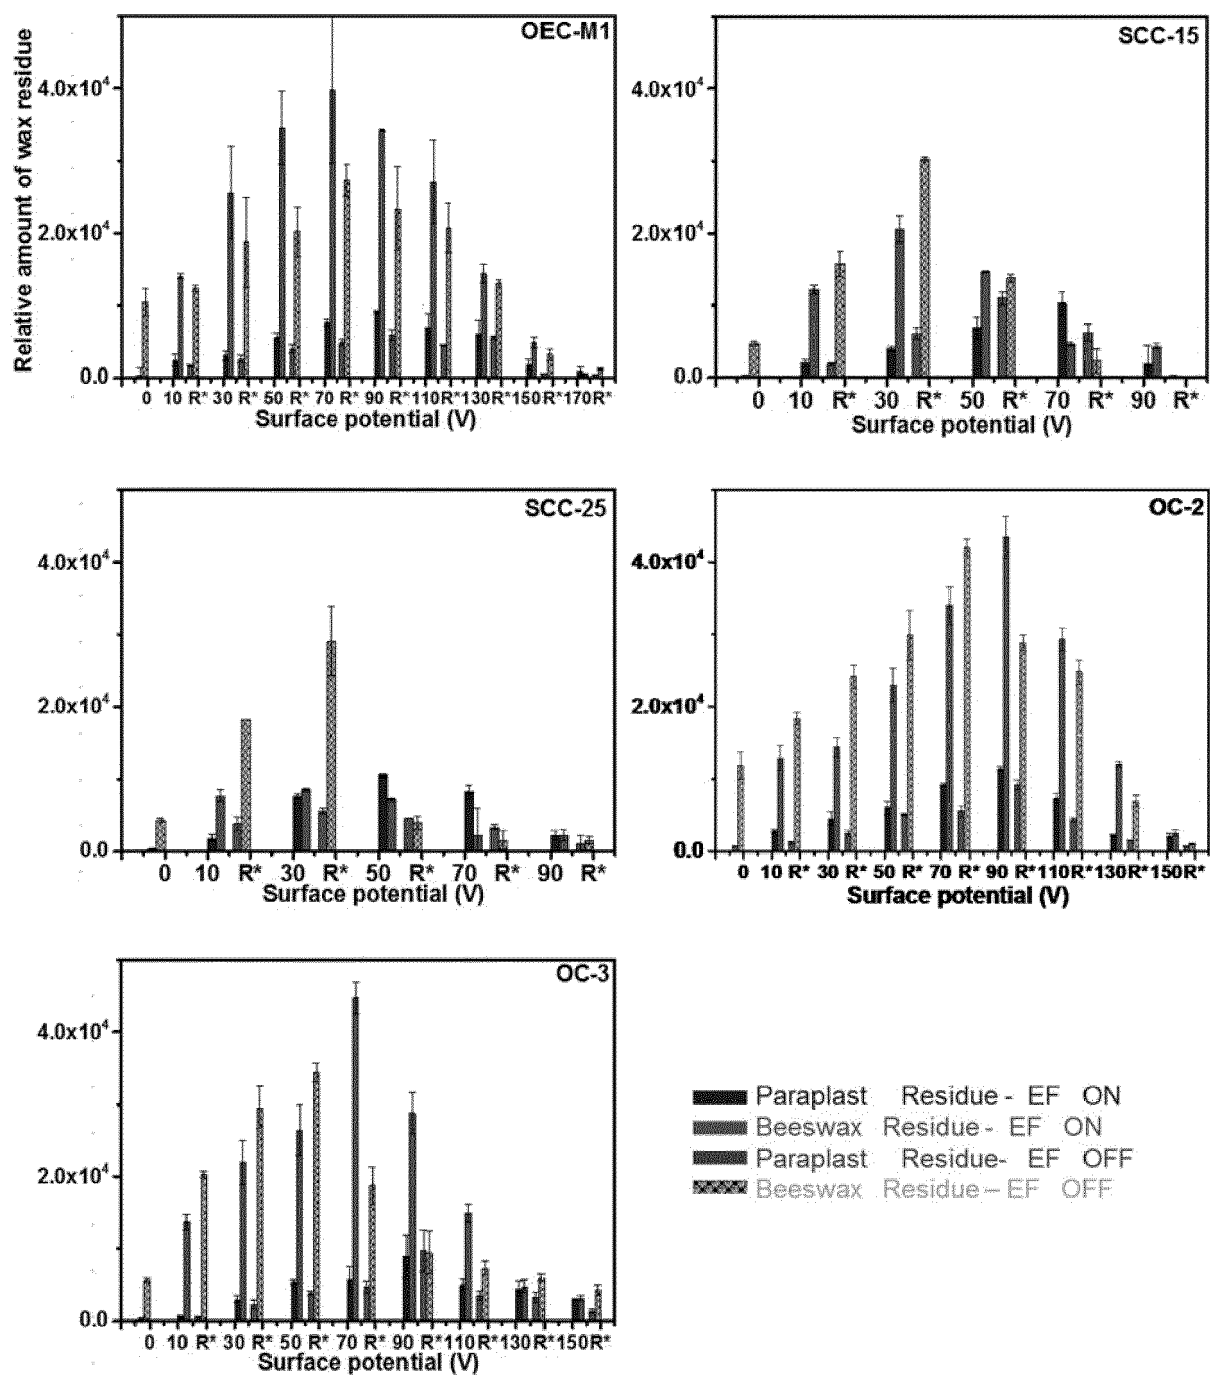 OEC-M1
Relative amount of wax residue
4.0x10⁴
2.0x10⁴
0.0
0 10 R* 30 R* 50 R* 70 R* 90 R* 110 R* 130 R* 150 R* 170 R*
Surface potential (V)
SCC-15
4.0x10⁴
2.0x10⁴
0.0
0 10 R* 30 R* 50 R* 70 R* 90 R*
Surface potential (V)
SCC-25
4.0x10⁴
2.0x10⁴
0.0
0 10 R* 30 R* 50 R* 70 R* 90 R*
Surface potential (V)
OC-2
4.0x10⁴
2.0x10⁴
0.0
0 10 R* 30 R* 50 R* 70 R* 90 R* 110 R* 130 R* 150 R*
Surface potential (V)
OC-3
4.0x10⁴
2.0x10⁴
0.0
0 10 R* 30 R* 50 R* 70 R* 90 R* 110 R* 130 R* 150 R*
Surface potential (V)
Paraplast Residue - EF ON
Beeswax Residue - EF ON
Paraplast Residue- EF OFF
Beeswax Residue – EF OFF